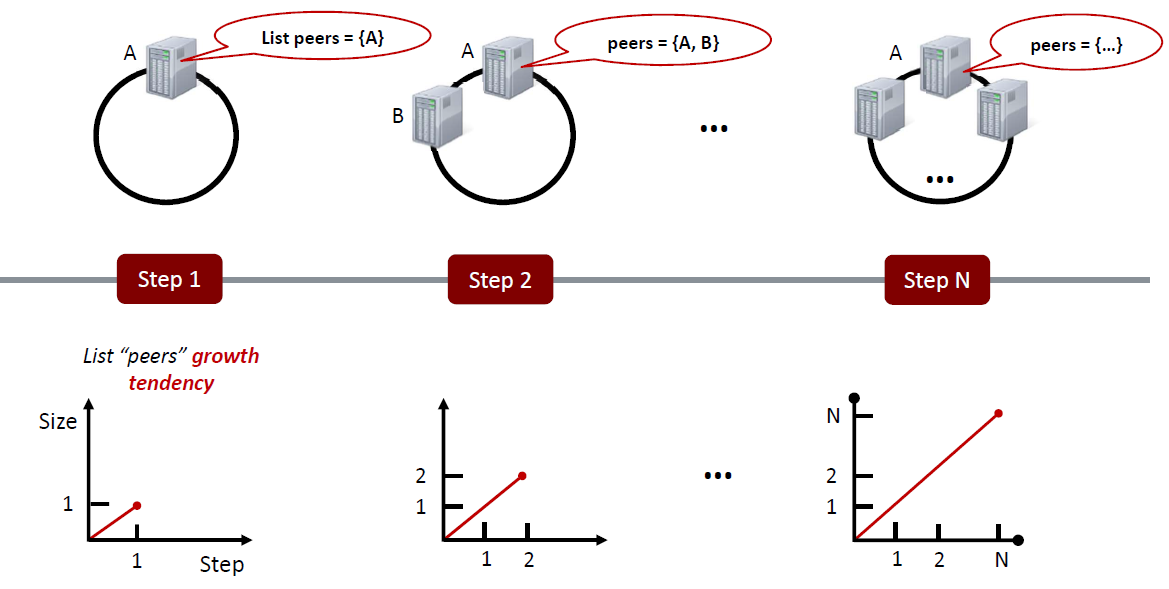 A
List peers = {A}
A
peers = {A, B}
B
...
A
peers = {...}
...
Step 1
Step 2
Step N
List “peers” growth
tendency
Size
1
1
Step
2
1
1
2
...
N
2
1
1
2
N